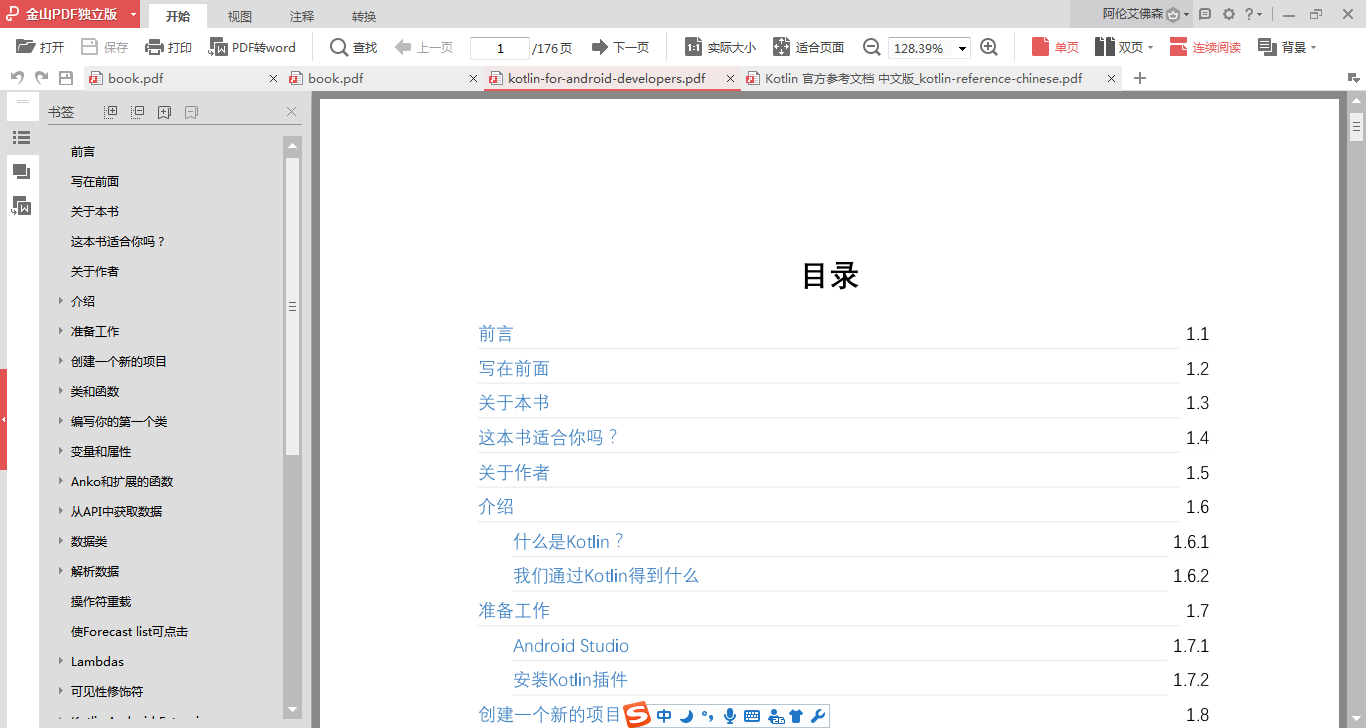 金山PDF独立版
开始
视图
注释
转换
阿伦艾佛森
打开
保存
打印
PDF转word
查找
上一页
1
/176页
下一页
1:1
实际大小
适合页面
128.39%
单页
双页
连续阅读
背景
book.pdf
book.pdf
kotlin-for-android-developers.pdf
Kotlin 官方参考文档 中文版_kotlin-reference-chinese.pdf
书签
前言
写在前面
关于本书
这本书适合你吗？
关于作者
介绍
准备工作
创建一个新的项目
类和函数
编写你的第一个类
变量和属性
Anko和扩展的函数
从API中获取数据
数据类
解析数据
操作符重载
使Forecast list可点击
Lambdas
可见性修饰符
目录
前言 1.1
写在前面 1.2
关于本书 1.3
这本书适合你吗？ 1.4
关于作者 1.5
介绍 1.6
什么是Kotlin？ 1.6.1
我们通过Kotlin得到什么 1.6.2
准备工作 1.7
Android Studio 1.7.1
安装Kotlin插件 1.7.2
创建一个新的项目 1.8
中